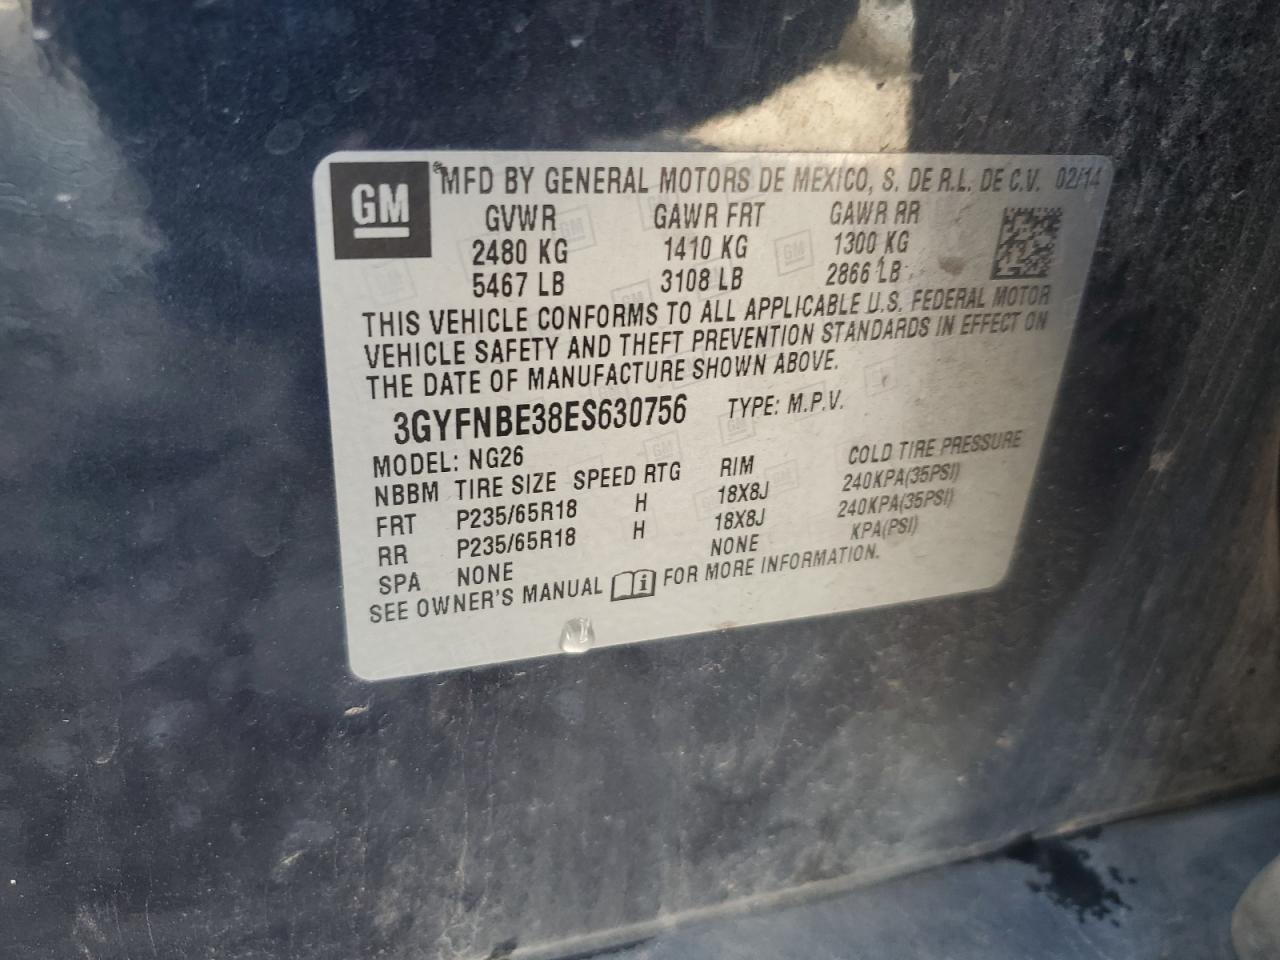 GM
MFD BY GENERAL MOTORS DE MEXICO, S. DE R.L. DE C.V. 02/14
GVWR GAWR FRT GAWR RR
2480 KG 1410 KG 1300 KG
5467 LB 3108 LB 2866 LB
THIS VEHICLE CONFORMS TO ALL APPLICABLE U.S. FEDERAL MOTOR
VEHICLE SAFETY AND THEFT PREVENTION STANDARDS IN EFFECT ON
THE DATE OF MANUFACTURE SHOWN ABOVE.
3GYFNBE38ES630756 TYPE: M.P.V.
MODEL: NG26
NBBM TIRE SIZE SPEED RTG RIM COLD TIRE PRESSURE
FRT P235/65R18 H 18X8J 240KPA(35PSI)
RR P235/65R18 H 18X8J 240KPA(35PSI)
SPA NONE NONE KPA(PSI)
SEE OWNER'S MANUAL FOR MORE INFORMATION.